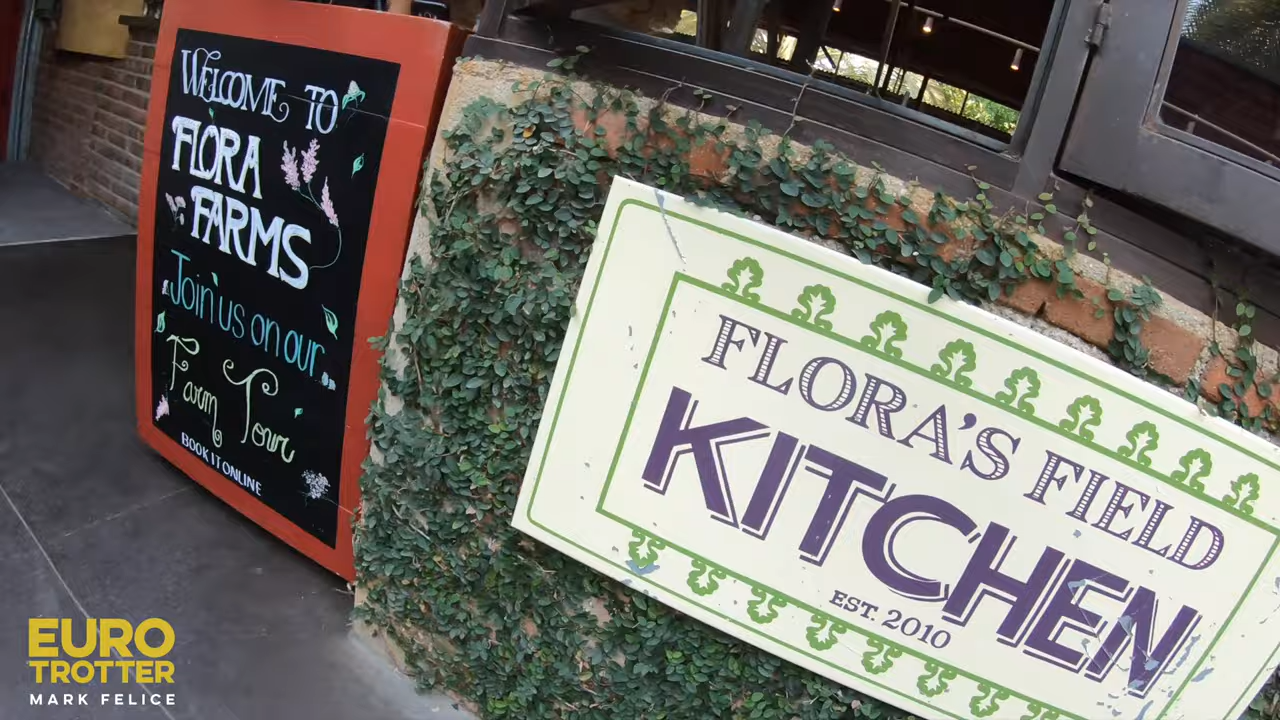 WELCOME TO
FLORA
FARMS
Join us on our
Farm Tour
BOOK IT ONLINE
FLORA'S FIELD
KITCHEN
EST. 2010
EURO
TROTTER
MARK FELICE